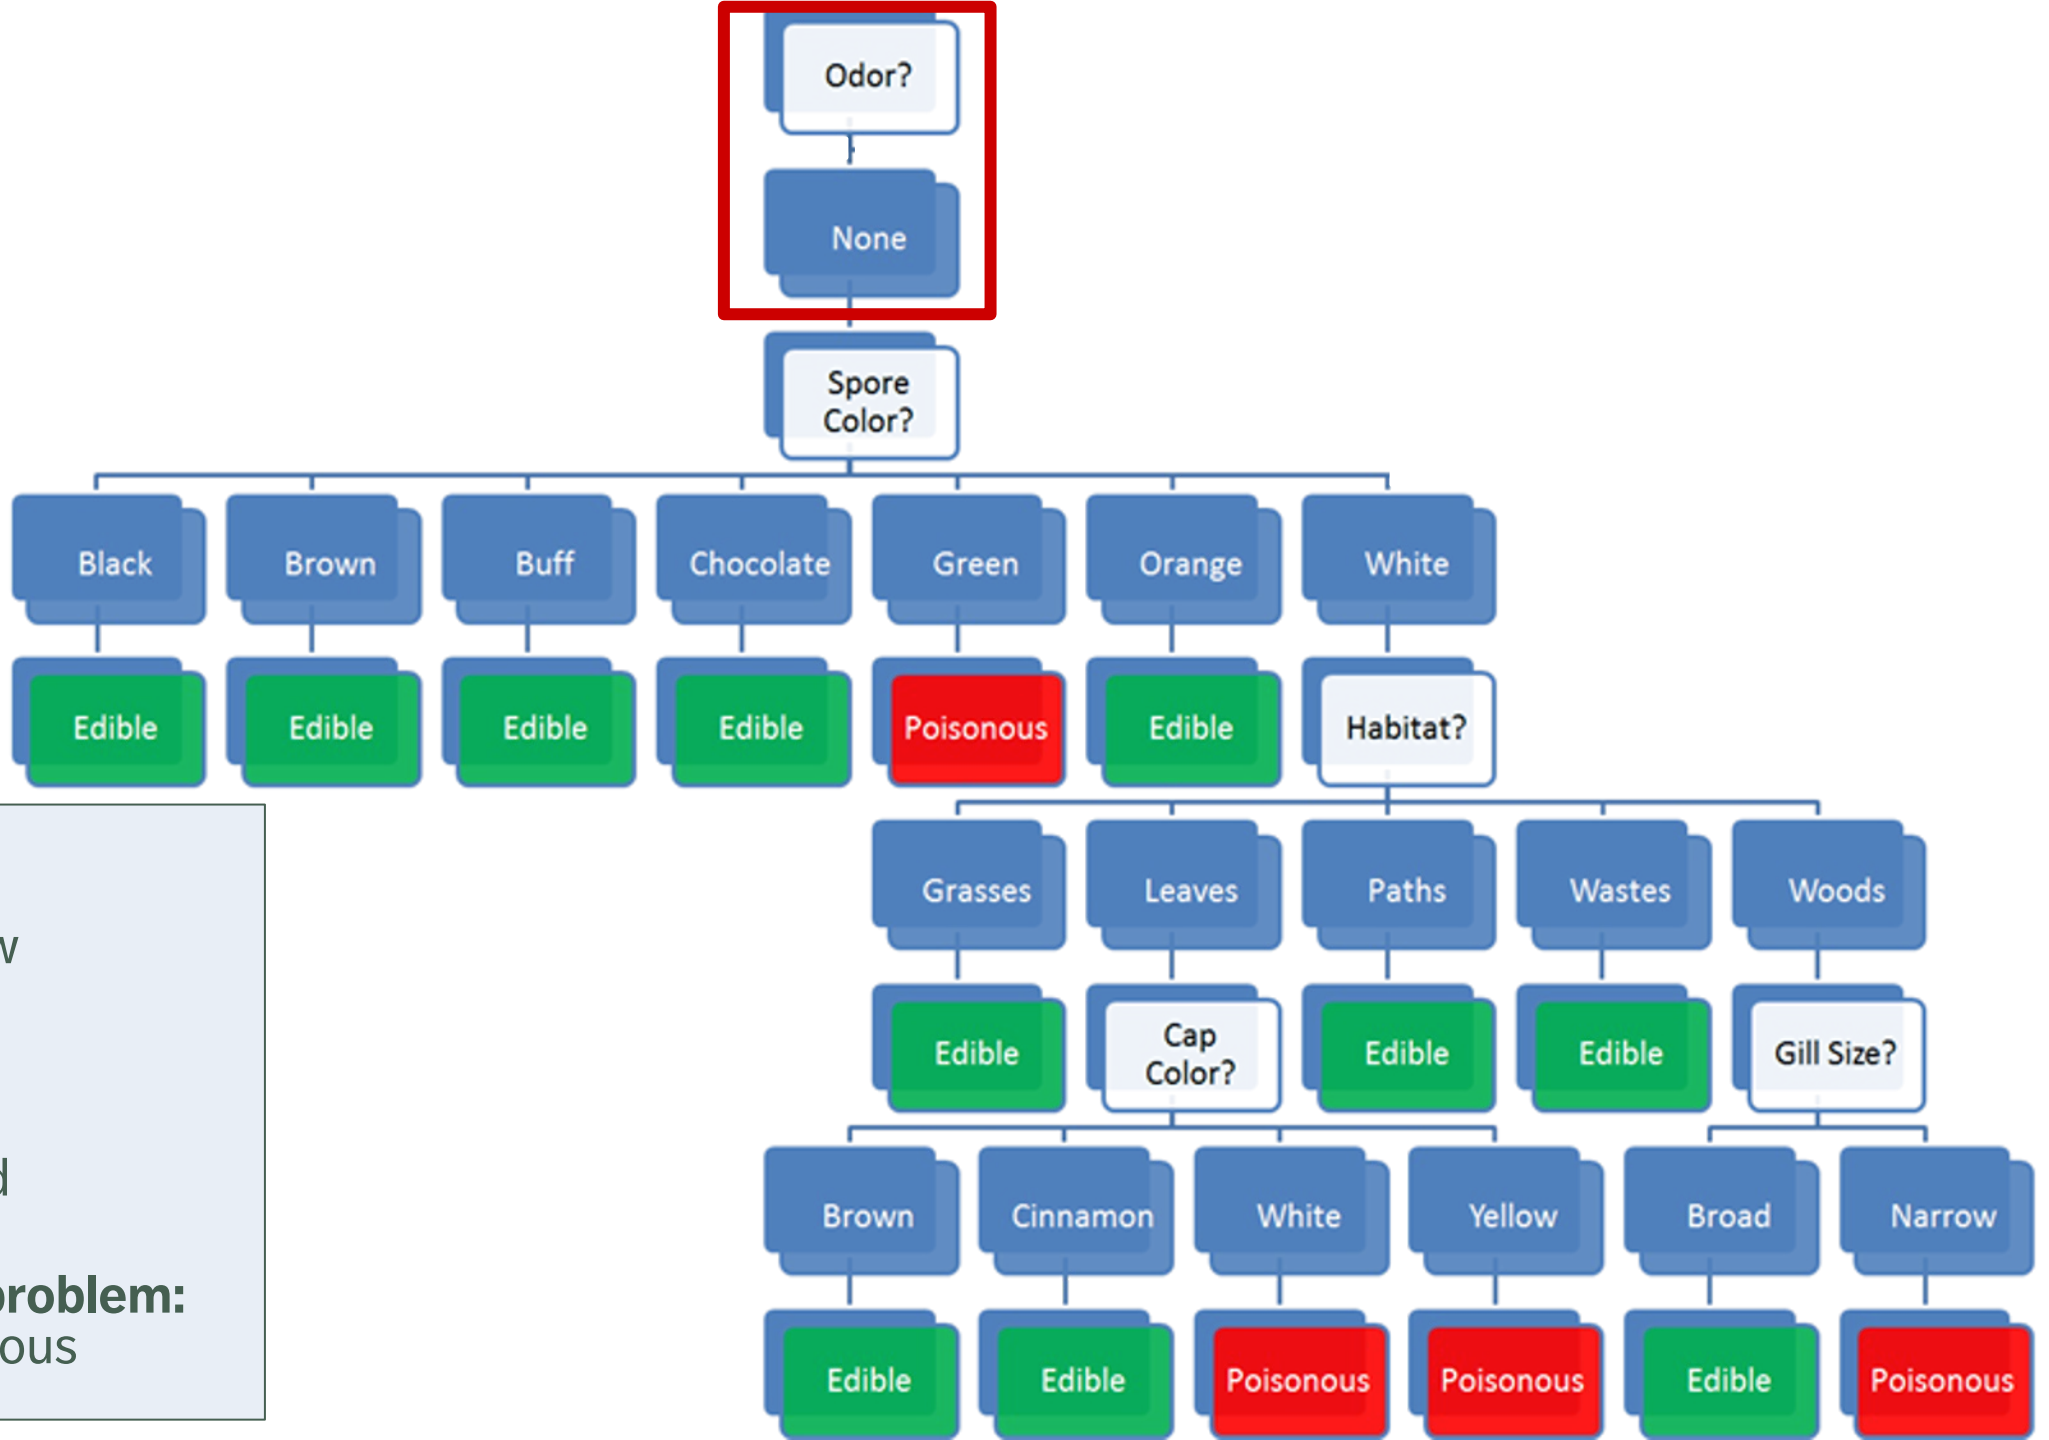 Odor?
None
Spore
Color?
Black
Brown
Buff
Chocolate
Green
Orange
White
Edible
Edible
Edible
Edible
Poisonous
Edible
Habitat?
Grasses
Leaves
Paths
Wastes
Woods
Edible
Cap
Color?
Edible
Edible
Gill Size?
Brown
Cinnamon
White
Yellow
Broad
Narrow
Edible
Edible
Poisonous
Poisonous
Edible
Poisonous
problem: